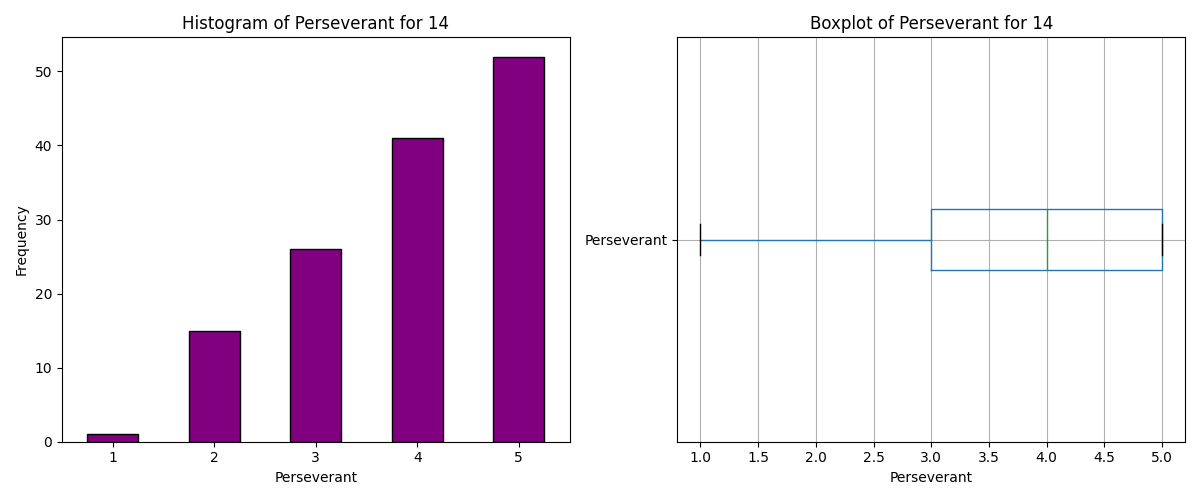 Histogram of Perseverant for 14
Frequency
50
40
30
20
10
0
1 2 3 4 5
Perseverant
Boxplot of Perseverant for 14
Perseverant
1.0 1.5 2.0 2.5 3.0 3.5 4.0 4.5 5.0
Perseverant